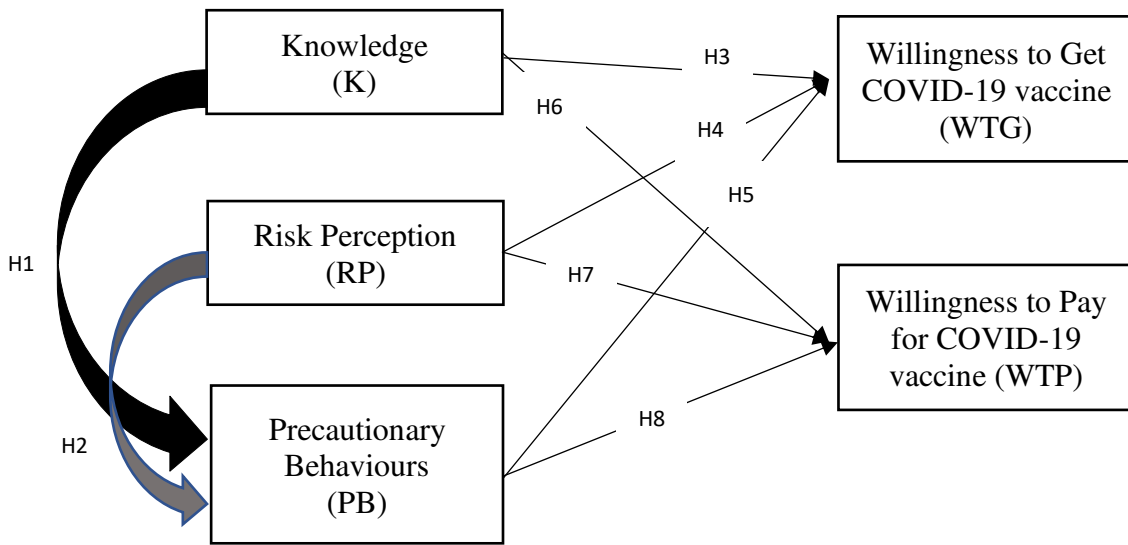 Knowledge
(K)
H3
Willingness to Get
COVID-19 vaccine
(WTG)
H6
H4
H5
Risk Perception
(RP)
H1
H7
Willingness to Pay
for COVID-19
vaccine (WTP)
Precautionary
Behaviours
(PB)
H2
H8